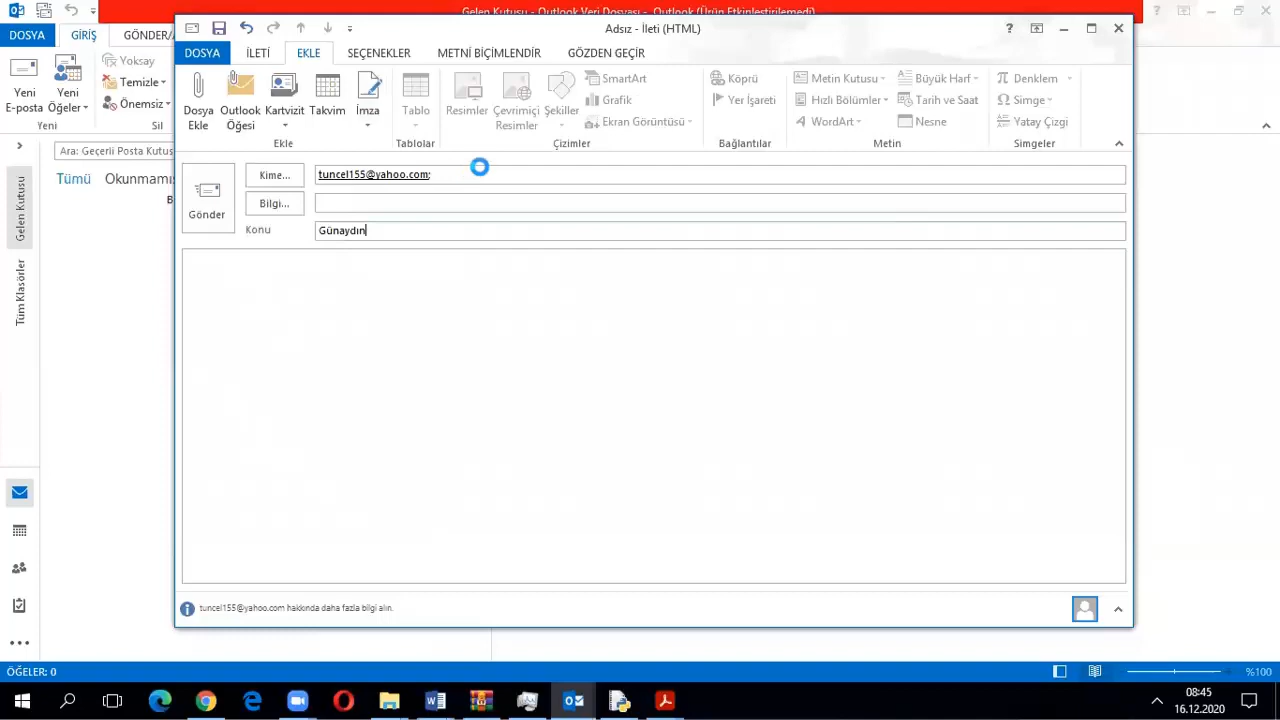 Gelen Kutusu - Outlook Veri Dosyası - Outlook (Ürün Etkinleştirilemedi)
Adsız - İleti (HTML)
DOSYA GİRİŞ GÖNDER/A
DOSYA İLETİ EKLE SEÇENEKLER METNİ BİÇİMLENDİR GÖZDEN GEÇİR
Yeni E-posta
Yeni Öğeler
Yoksay
Temizle
Önemsiz
Yeni Sil
Dosya Ekle
Outlook Öğesi
Kartvizit
Takvim
İmza
Tablo
Resimler
Çevrimiçi Resimler
Şekiller
SmartArt
Grafik
Ekran Görüntüsü
Köprü
Yer İşareti
Metin Kutusu
Hızlı Bölümler
WordArt
Büyük Harf
Tarih ve Saat
Nesne
Denklem
Simge
Yatay Çizgi
Ekle Tablolar Çizimler Bağlantılar Metin Simgeler
Ara: Geçerli Posta Kutus
Tümü Okunmamış
Gelen Kutusu
Tüm Klasörler
Gönder
Kime... tuncel155@yahoo.com;
Bilgi...
Konu Günaydın
tuncel155@yahoo.com hakkında daha fazla bilgi alın.
ÖĞELER: 0
%100
08:45
16.12.2020